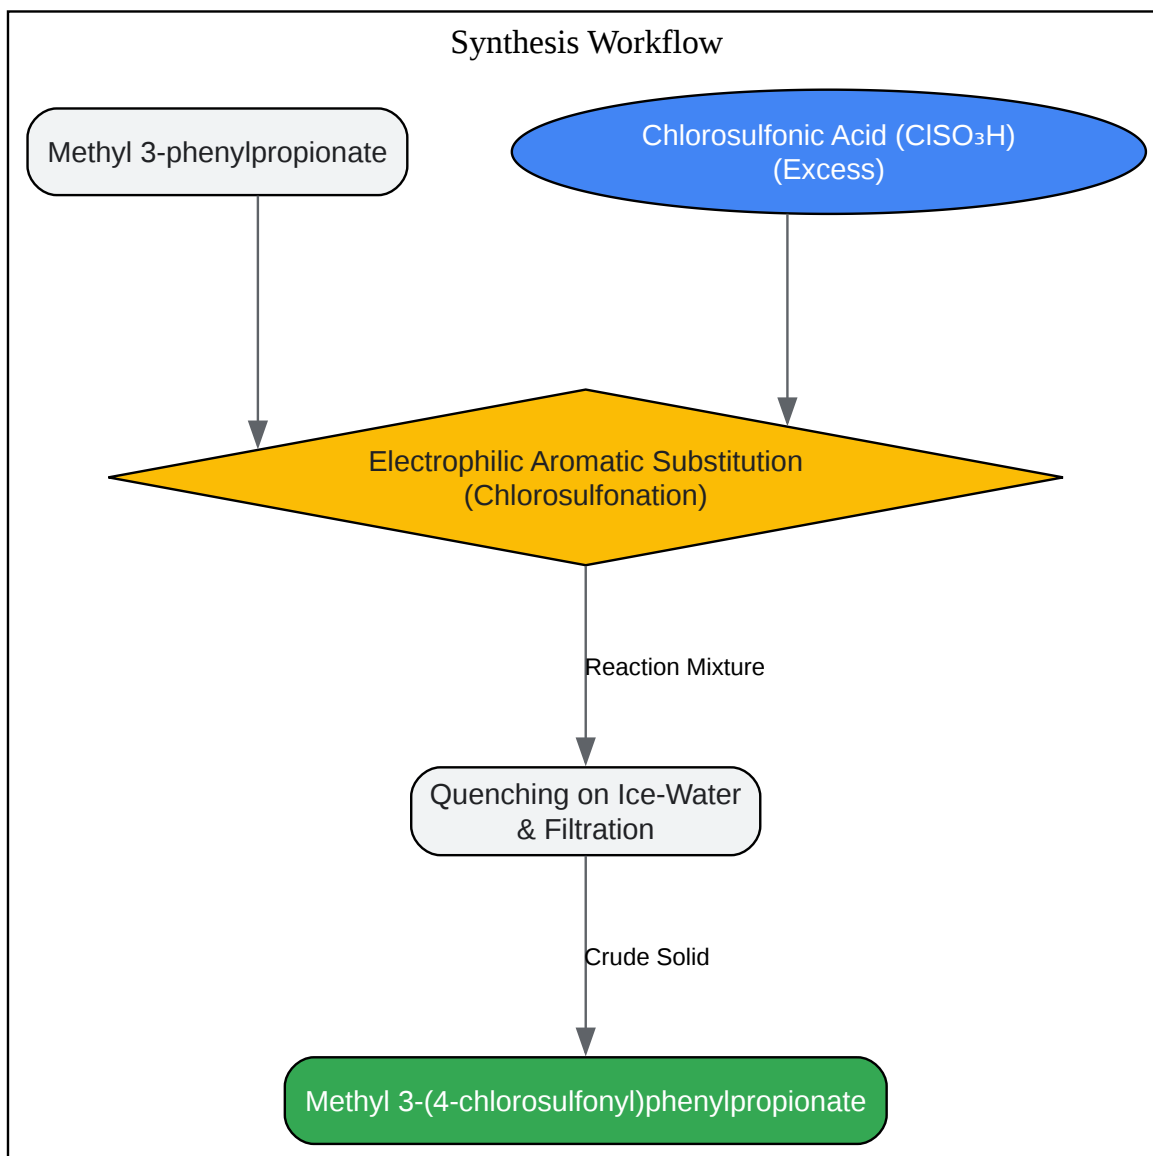 Synthesis Workflow
Methyl 3-phenylpropionate
Chlorosulfonic Acid (ClSO₃H)
(Excess)
Electrophilic Aromatic Substitution
(Chlorosulfonation)
Reaction Mixture
Quenching on Ice-Water
& Filtration
Crude Solid
Methyl 3-(4-chlorosulfonyl)phenylpropionate